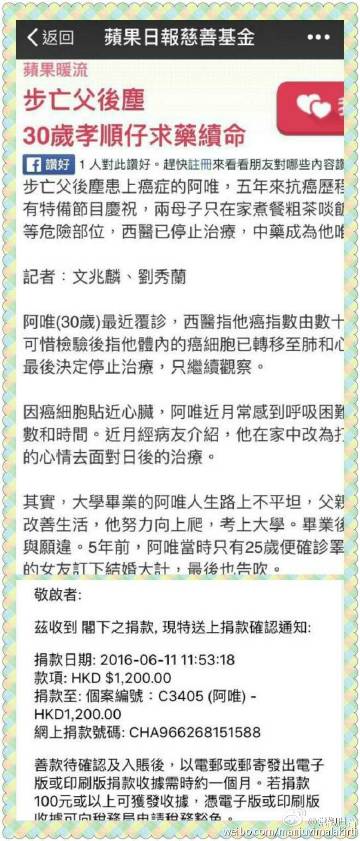 返回
蘋果日報慈善基金
蘋果暖流
步亡父後塵
30歲孝順仔求藥續命
讚好 1 人對此讚好。趕快註冊來看看朋友對哪些內容讚
步亡父後塵患上癌症的阿唯，五年來抗癌歷程
有特備節目慶祝，兩母子只在家煮餐粗茶啖飯
等危險部位，西醫已停止治療，中藥成為他唯
記者：文兆麟、劉秀蘭
阿唯(30歲)最近覆診，西醫指他癌指數由數十
可惜檢驗後指他體內的癌細胞已轉移至肺和心
最後決定停止治療，只繼續觀察。
因癌細胞貼近心臟，阿唯近月常感到呼吸困難
數和時間。近月經病友介紹，他在家中改為打
的心情去面對日後的治療。
其實，大學畢業的阿唯人生路上不平坦，父親
改善生活，他努力向上爬，考上大學。畢業後
與願違。5年前，阿唯當時只有25歲便確診睪
的女友訂下結婚大計，最後也告吹。
敬啟者:
茲收到 閣下之捐款, 現特送上捐款確認通知:
捐款日期: 2016-06-11 11:53:18
款項: HKD $1,200.00
捐款至: 個案編號：C3405 (阿唯) -
HKD1,200.00
網上捐款號碼: CHA966268151588
善款待確認及入賬後，以電郵或郵寄發出電子
版或印刷版捐款收據需時約一個月。若捐款
100元或以上可獲發收據，憑電子版或印刷版
收據可向稅務局申請稅務豁免。
weibo.com/manjuvimalakirti